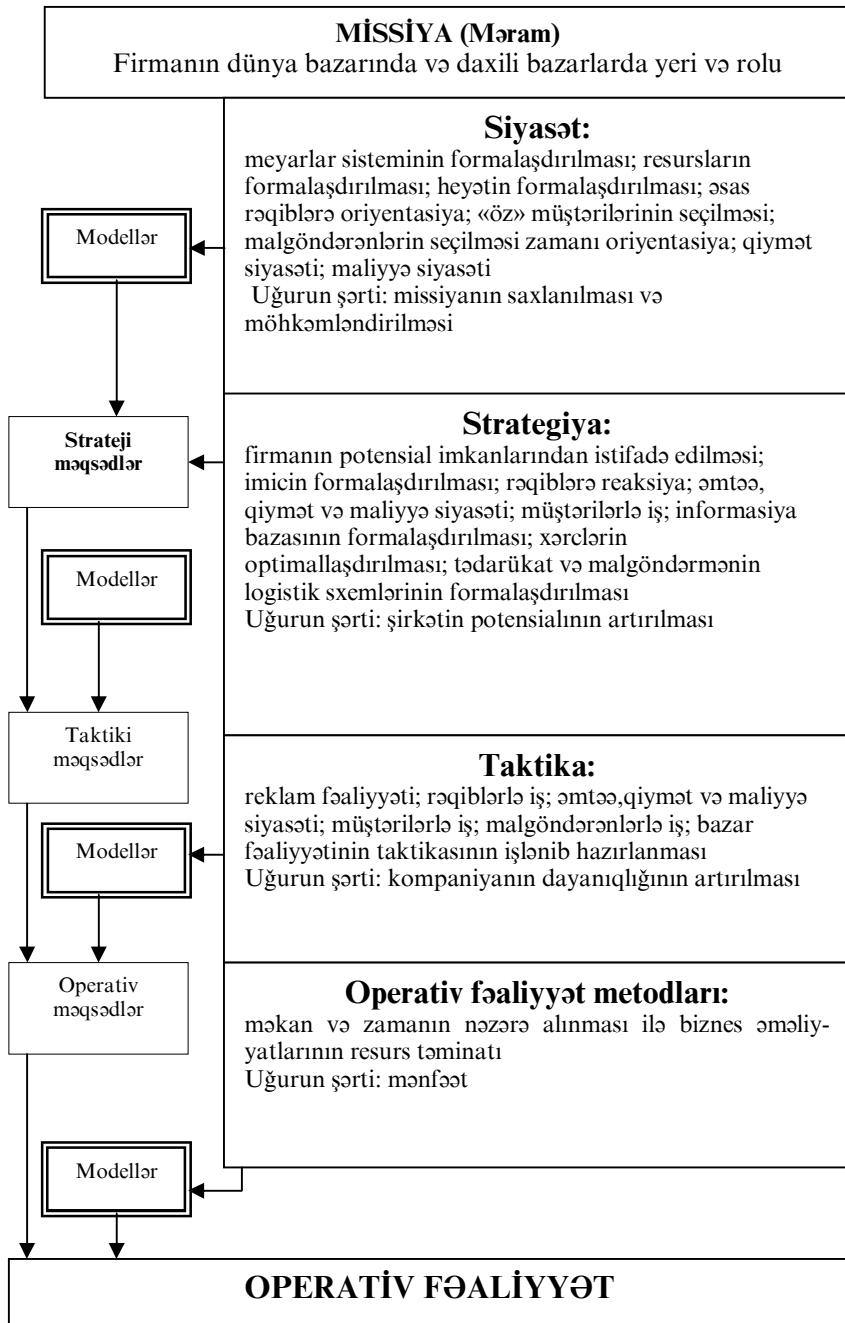 MİSSİYA (Məram)
Firmanın dünya bazarında və daxili bazarlarda yeri və rolu
Siyasət:
meyarlar sisteminin formalaşdırılması; resursların
formalaşdırılması; heyətin formalaşdırılması; əsas
rəqiblərə oriyentasiya; «öz» müştərilərinin seçilməsi;
malgöndərənlərin seçilməsi zamanı oriyentasiya; qiymət
siyasəti; maliyyə siyasəti
Uğurun şərti: missiyanın saxlanılması və
möhkəmləndirilməsi
Modellər
Strateji
məqsədlər
Strategiya:
firmanın potensial imkanlarından istifadə edilməsi;
imicin formalaşdırılması; rəqiblərə reaksiya; əmtəə,
qiymət və maliyyə siyasəti; müştərilərlə iş; informasiya
bazasının formalaşdırılması; xərclərin
optimallaşdırılması; tədarükat və malgöndərmənin
logistik sxemlərinin formalaşdırılması
Uğurun şərti: şirkətin potensialının artırılması
Modellər
Taktiki
məqsədlər
Taktika:
reklam fəaliyyəti; rəqiblərlə iş; əmtəə,qiymət və maliyyə
siyasəti; müştərilərlə iş; malgöndərənlərlə iş; bazar
fəaliyyətinin taktikasının işlənib hazırlanması
Uğurun şərti: kompaniyanın dayanıqlığının artırılması
Modellər
Operativ
məqsədlər
Operativ fəaliyyət metodları:
məkan və zamanın nəzərə alınması ilə biznes əməliy-
yatlarının resurs təminatı
Uğurun şərti: mənfəət
Modellər
OPERATİV FƏALİYYƏT